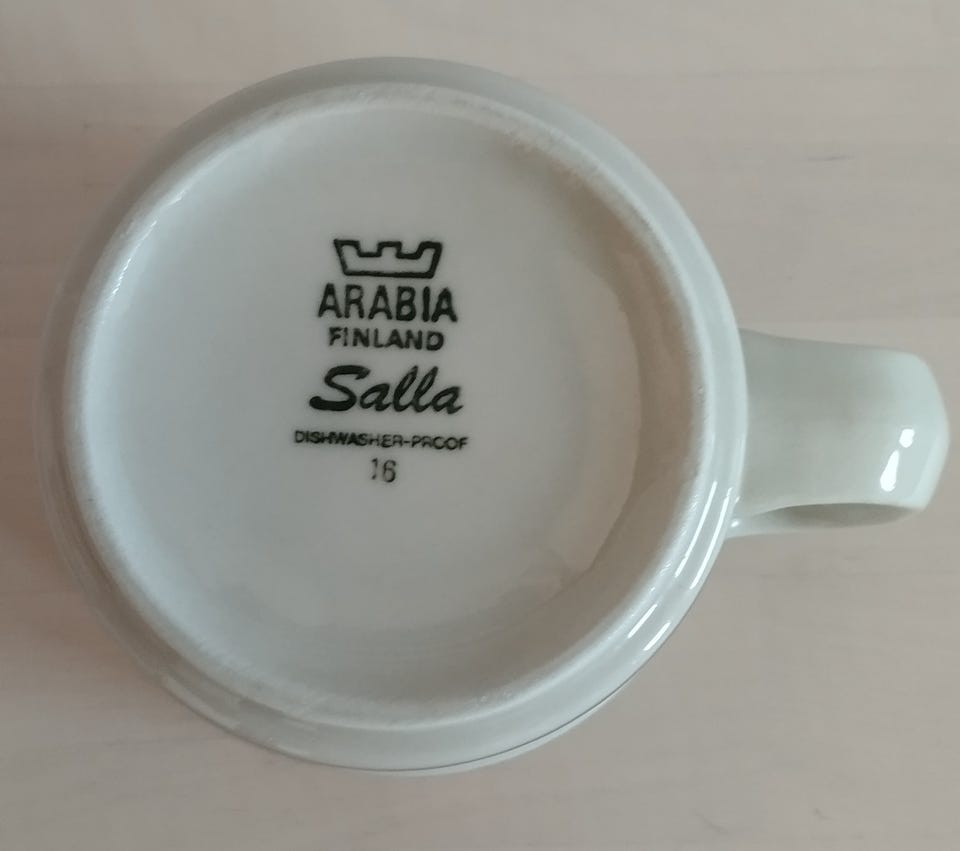 ARABIA
FINLAND
Salla
DISHWASHER-PROOF
16